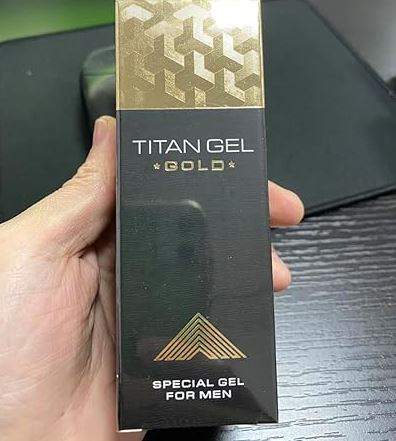 TITAN GEL
GOLD
SPECIAL GEL
FOR MEN